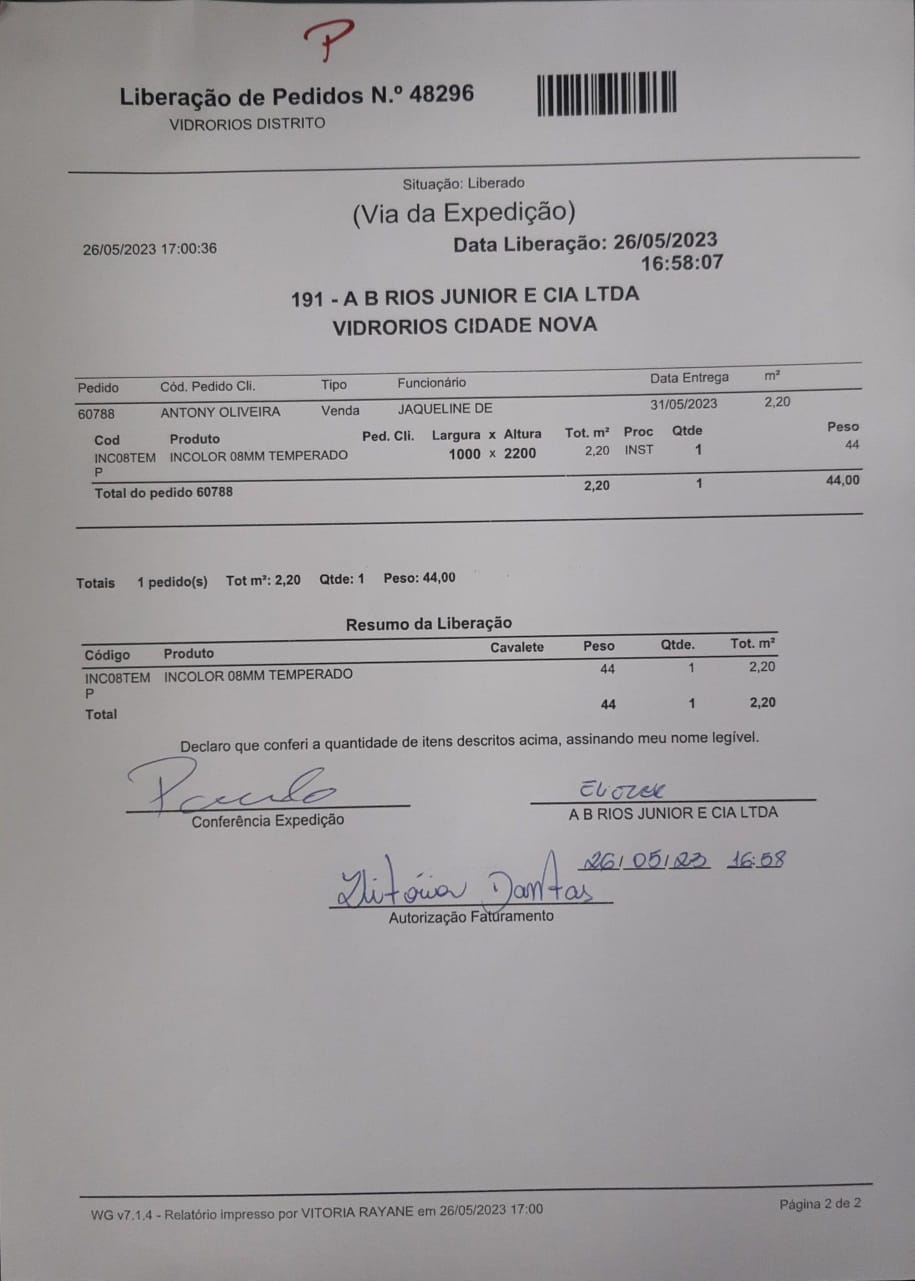 P
Liberação de Pedidos N.º 48296
VIDRORIOS DISTRITO
Situação: Liberado
(Via da Expedição)
26/05/2023 17:00:36 Data Liberação: 26/05/2023
16:58:07
191 - A B RIOS JUNIOR E CIA LTDA
VIDRORIOS CIDADE NOVA
Pedido Cód. Pedido Cli. Tipo Funcionário Data Entrega m²
60788 ANTONY OLIVEIRA Venda JAQUELINE DE 31/05/2023 2,20
Cod Produto Ped. Cli. Largura x Altura Tot. m² Proc Qtde Peso
INC08TEM INCOLOR 08MM TEMPERADO 1000 x 2200 2,20 INST 1 44
P
Total do pedido 60788 2,20 1 44,00
Totais 1 pedido(s) Tot m²: 2,20 Qtde: 1 Peso: 44,00
Resumo da Liberação
Código Produto Cavalete Peso Qtde. Tot. m²
INC08TEM INCOLOR 08MM TEMPERADO 44 1 2,20
P
Total 44 1 2,20
Declaro que conferi a quantidade de itens descritos acima, assinando meu nome legível.
Conferência Expedição
A B RIOS JUNIOR E CIA LTDA
26/05/23 16:58
Vitória Dantas
Autorização Faturamento
WG v7.1.4 - Relatório impresso por VITORIA RAYANE em 26/05/2023 17:00 Página 2 de 2